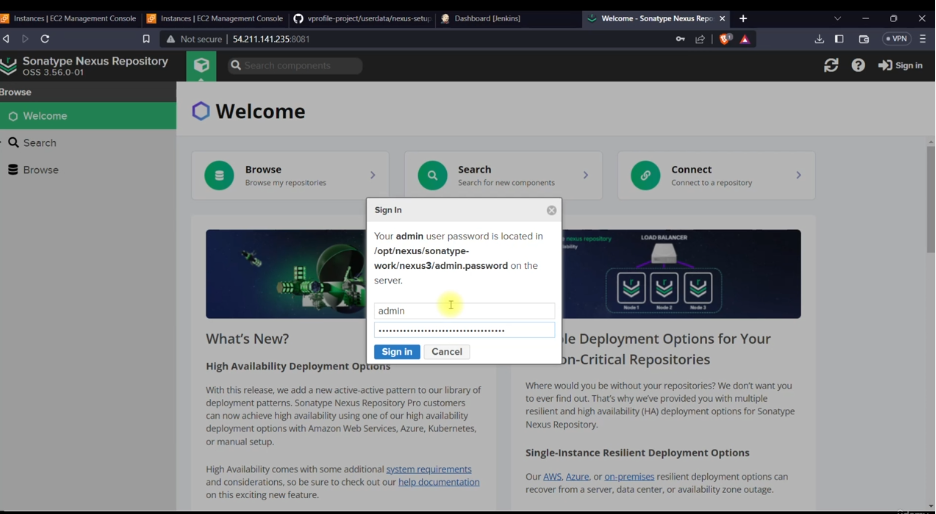 Instances | EC2 Management Console
Instances | EC2 Management Console
vprofile-project/userdata/nexus-setup
Dashboard [Jenkins]
Welcome - Sonatype Nexus Repo
Not secure | 54.211.141.235:8081
VPN
Sonatype Nexus Repository
OSS 3.56.0-01
Search components
Sign in
Browse
Welcome
Search
Browse
Welcome
Browse
Browse my repositories
Search
Search for new components
Connect
Connect to a repository
Sign In
Your admin user password is located in
/opt/nexus/sonatype-
work/nexus3/admin.password on the
server.
admin
Sign in
Cancel
nexus repository
LOAD BALANCER
Node 1
Node 2
Node 3
What's New?
High Availability Deployment Options
With this release, we add a new active-active pattern to our library of
deployment patterns. Sonatype Repository Pro customers
can now achieve high availability using one of our high availability
deployment options with Amazon Web Services, Azure, Kubernetes,
or manual setup.
High Availability comes with some additional system requirements
and considerations, so be sure to check out our help documentation
on this exciting new feature.
Deployment Options for Your
Repositories
Where would you be without your repositories? We don't want you
to ever find out. That's why we've provided you with multiple
resilient and high availability (HA) deployment options for Sonatype
Nexus Repository.
Single-Instance Resilient Deployment Options
Our AWS, Azure, or on-premises resilient deployment options can
recover from a server, data center, or availability zone outage.